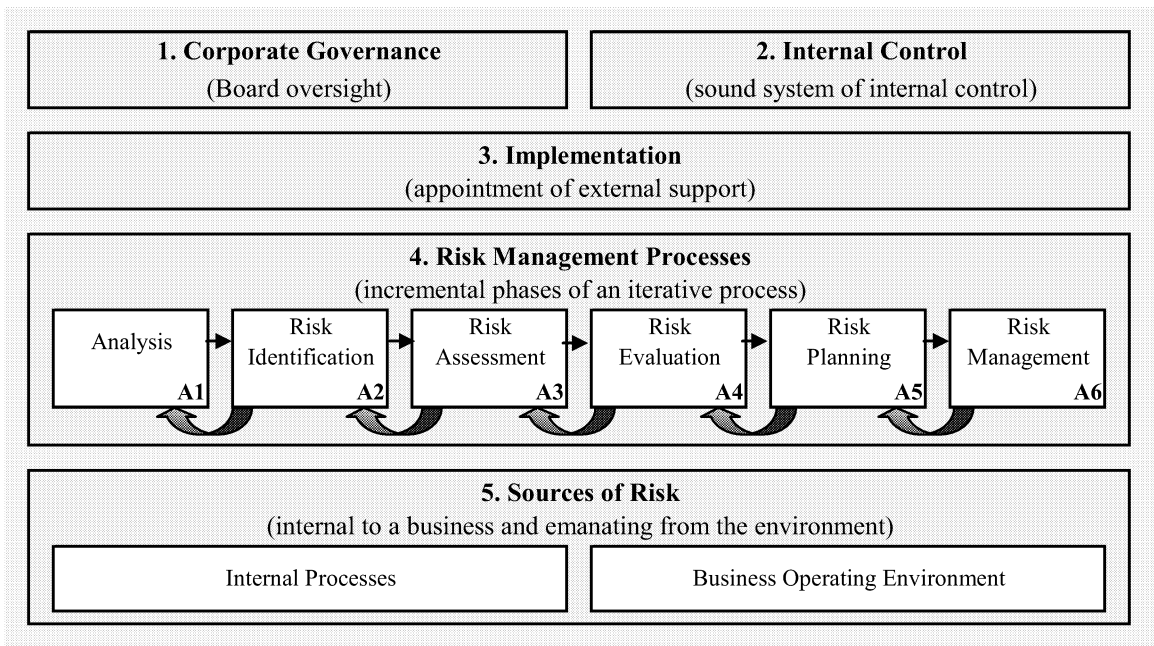 1. Corporate Governance
(Board oversight)
2. Internal Control
(sound system of internal control)
3. Implementation
(appointment of external support)
4. Risk Management Processes
(incremental phases of an iterative process)
Analysis
A1
Risk
Identification
A2
Risk
Assessment
A3
Risk
Evaluation
A4
Risk
Planning
A5
Risk
Management
A6
5. Sources of Risk
(internal to a business and emanating from the environment)
Internal Processes
Business Operating Environment